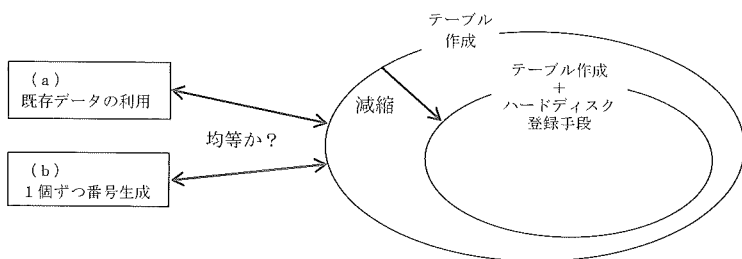 テーブル
作成
(a)
既存データの利用
均等か?
(b)
1個ずつ番号生成
減縮
テーブル作成
+
ハードディスク
登録手段